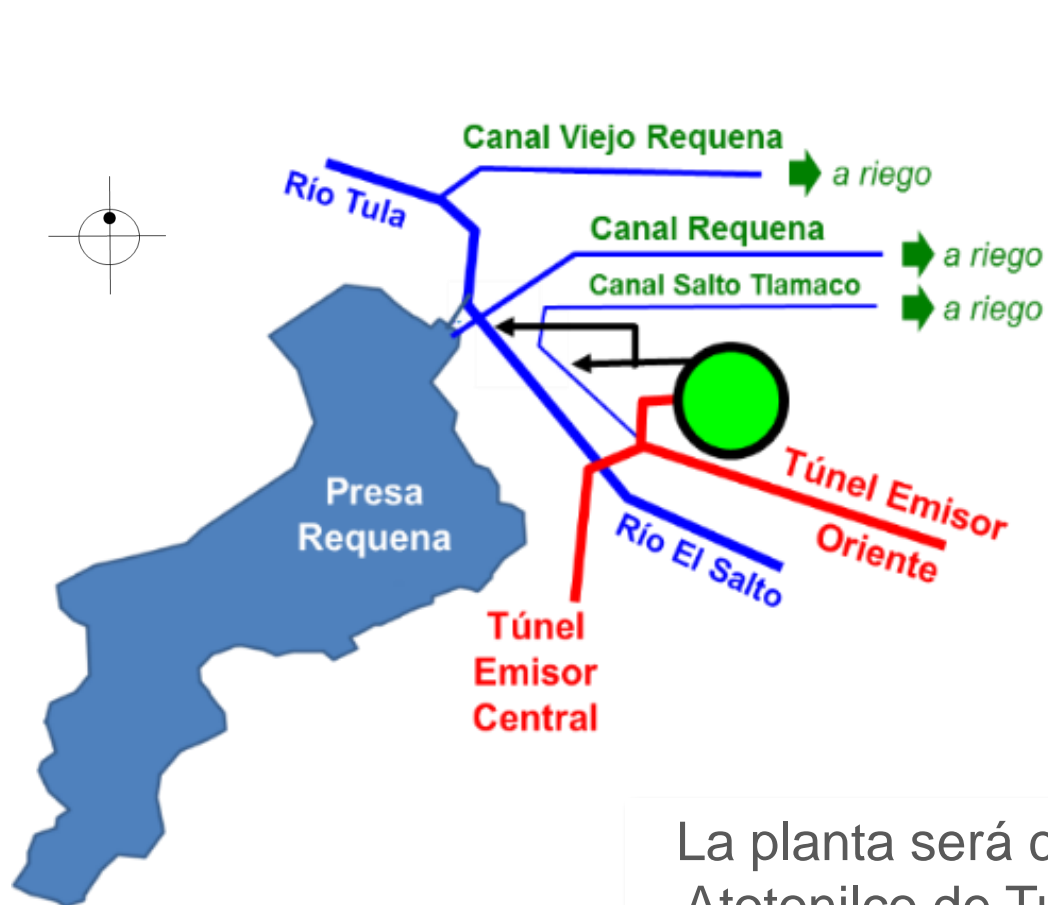 Canal Viejo Requena
a riego
Río Tula
Canal Requena
a riego
Canal Salto Tlamaco
a riego
Presa
Requena
Túnel Emisor
Oriente
Río El Salto
Túnel
Emisor
Central
La planta será